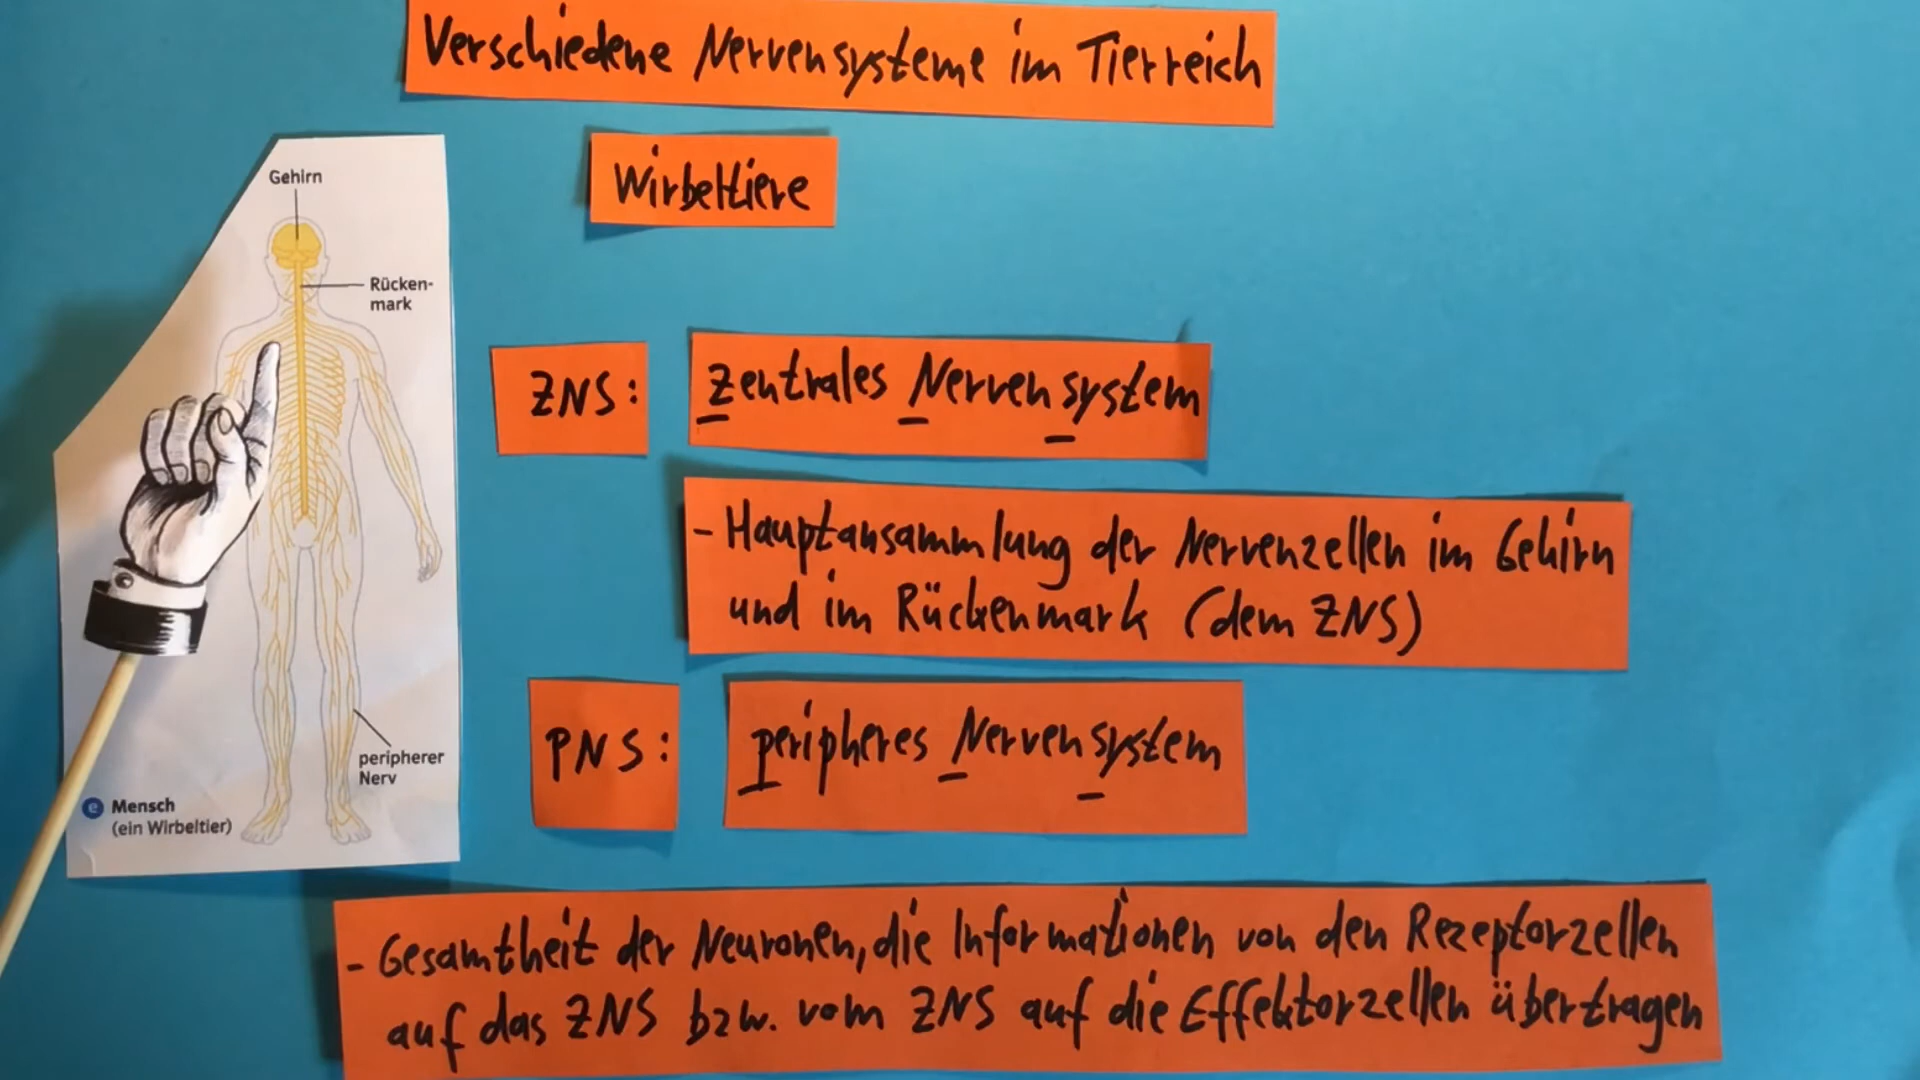 Verschiedene Nervensysteme im Tierreich
Wirbeltiere
Gehirn
Rücken-
mark
peripherer
Nerv
e Mensch
(ein Wirbeltier)
ZNS:
Zentrales Nervensystem
- Hauptansammlung der Nervenzellen im Gehirn
und im Rückenmark (dem ZNS)
PNS:
peripheres Nervensystem
- Gesamtheit der Neuronen, die Informationen von den Rezeptorzellen
auf das ZNS bzw. vom ZNS auf die Effektorzellen übertragen